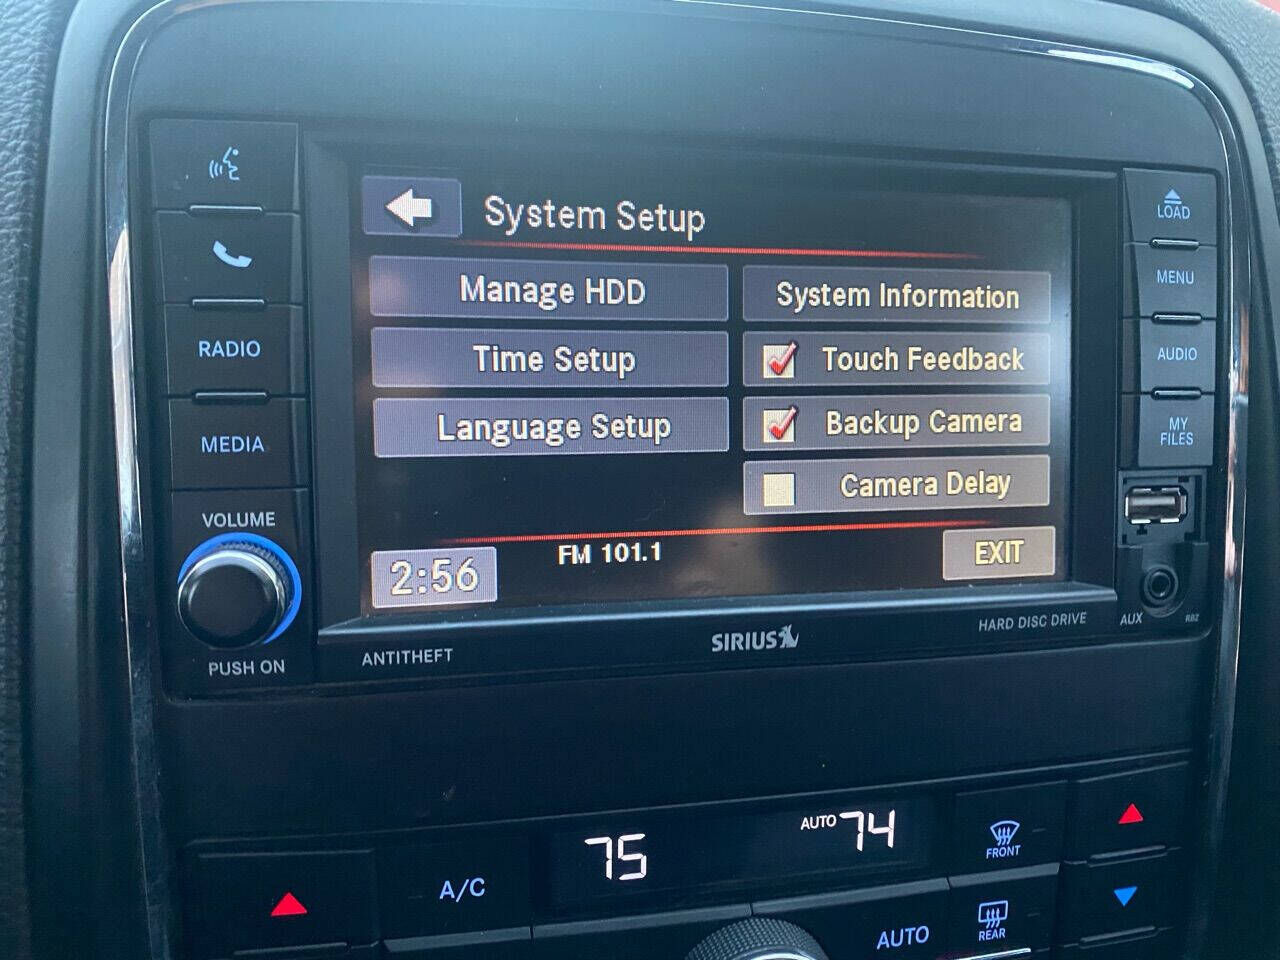 System Setup
Manage HDD
System Information
Time Setup
Touch Feedback
Language Setup
Backup Camera
Camera Delay
2:56
FM 101.1
EXIT
RADIO
MEDIA
VOLUME
PUSH ON
LOAD
MENU
AUDIO
MY
FILES
AUX
RBZ
ANTITHEFT
SIRIUS
HARD DISC DRIVE
A/C
75
AUTO 74
FRONT
AUTO
REAR